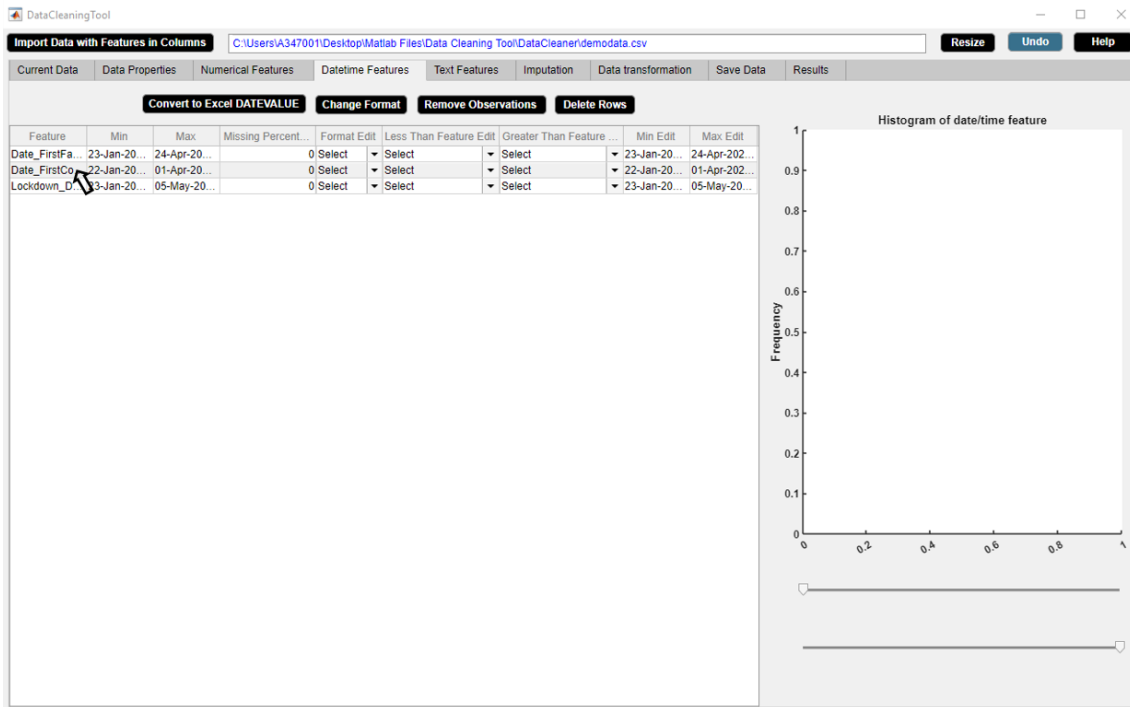 DataCleaningTool
Import Data with Features in Columns C:\Users\A347001\Desktop\Matlab Files\Data Cleaning Tool\DataCleaner\demodata.csv Resize Undo Help
Current Data Data Properties Numerical Features Datetime Features Text Features Imputation Data transformation Save Data Results
Convert to Excel DATEVALUE Change Format Remove Observations Delete Rows
Feature Min Max Missing Percent... Format Edit Less Than Feature Edit Greater Than Feature ... Min Edit Max Edit
Date_FirstFa... 23-Jan-20... 24-Apr-20... 0 Select Select Select 23-Jan-20... 24-Apr-202...
Date_FirstCo... 22-Jan-20... 01-Apr-20... 0 Select Select Select 22-Jan-20... 01-Apr-202...
Lockdown_D... 23-Jan-20... 05-May-20... 0 Select Select Select 23-Jan-20... 05-May-20...
Histogram of date/time feature
1
0.9
0.8
0.7
0.6
0.5
0.4
0.3
0.2
0.1
0
Frequency
0 0.2 0.4 0.6 0.8 1